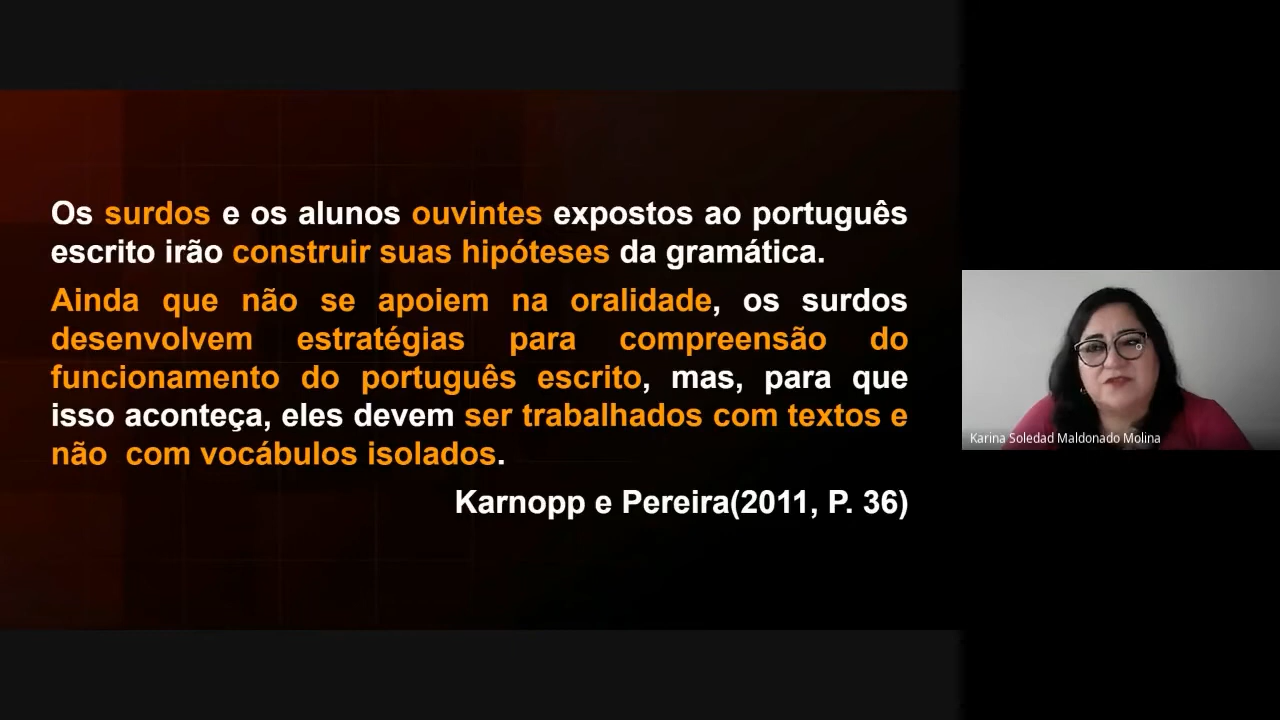 Os surdos e os alunos ouvintes expostos ao português
escrito irão construir suas hipóteses da gramática.
Ainda que não se apoiem na oralidade, os surdos
desenvolvem estratégias para compreensão do
funcionamento do português escrito, mas, para que
isso aconteça, eles devem ser trabalhados com textos e
não  com vocábulos isolados.
Karnopp e Pereira(2011, P. 36)
Karina Soledad Maldonado Molina